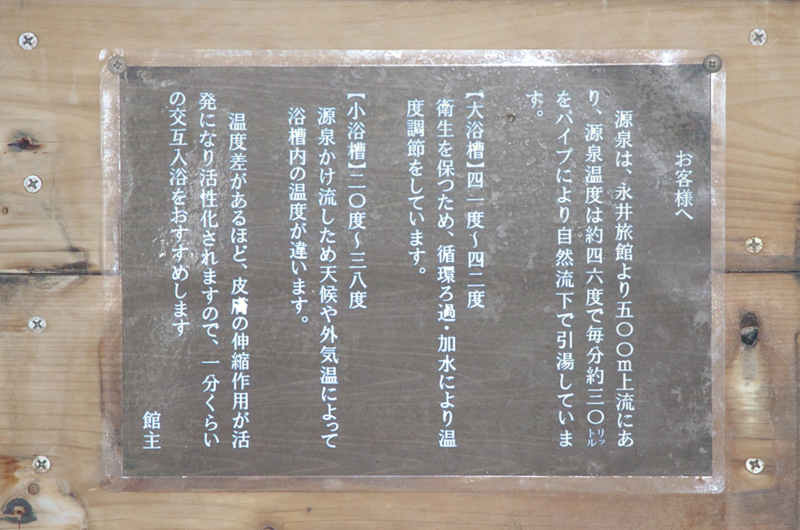 お客様へ
源泉は、永井旅館より五〇〇m上流にあ
り、源泉温度は約四六度で毎分約三〇リットル
をパイプにより自然流下で引湯していま
す。
【大浴槽】四一度～四二度
衛生を保つため、循環ろ過・加水により温
度調節をしています。
【小浴槽】二〇度～三八度
源泉かけ流しため天候や外気温によって
浴槽内の温度が違います。
温度差があるほど、皮膚の伸縮作用が活
発になり活性化されますので、一分くらい
の交互入浴をおすすめします
館主